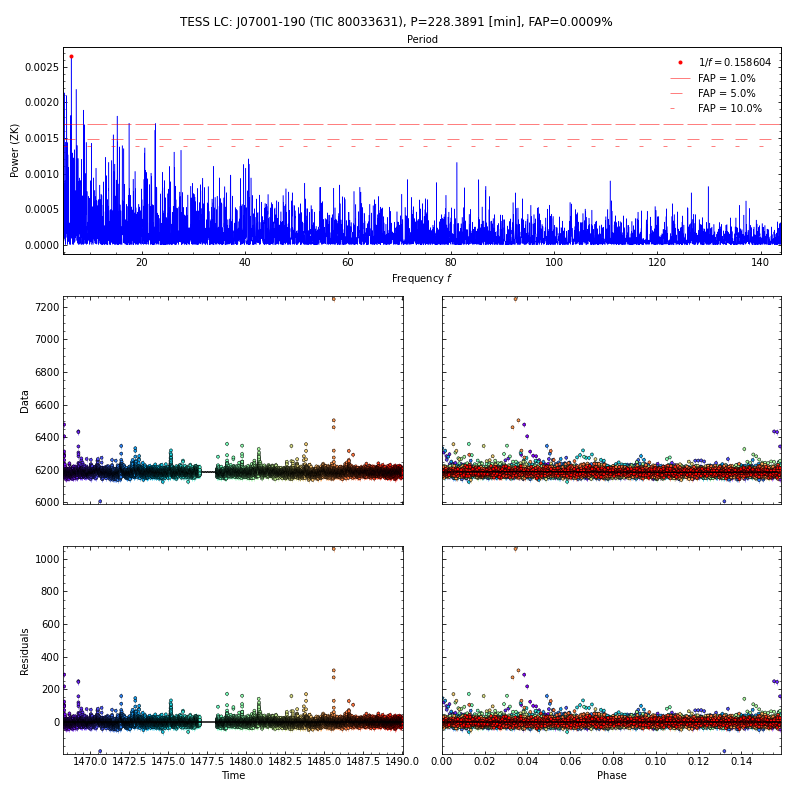 TESS LC: J07001-190 (TIC 80033631), P=228.3891 [min], FAP=0.0009%
Period
0.0025
0.0020
0.0015
0.0010
0.0005
0.0000
Power (ZK)
1/f = 0.158604
FAP = 1.0%
FAP = 5.0%
FAP = 10.0%
20 40 60 80 100 120 140
Frequency f
7200
7000
6800
6600
6400
6200
6000
Data
1000
800
600
400
200
0
Residuals
1470.0 1472.5 1475.0 1477.5 1480.0 1482.5 1485.0 1487.5 1490.0
Time
0.00 0.02 0.04 0.06 0.08 0.10 0.12 0.14
Phase